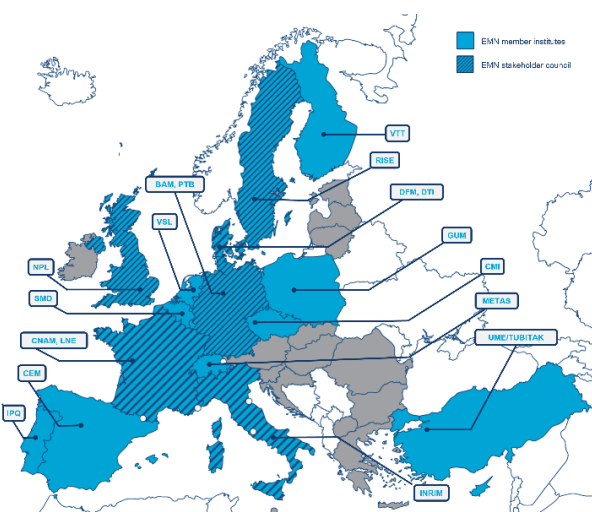 EMN member institutes
EMN stakeholder council
VTT
RISE
BAM, PTB
DFM, DTI
VSL
GUM
NPL
CMI
SMD
METAS
CNAM, LNE
UME/TUBITAK
CEM
IPQ
INRIM